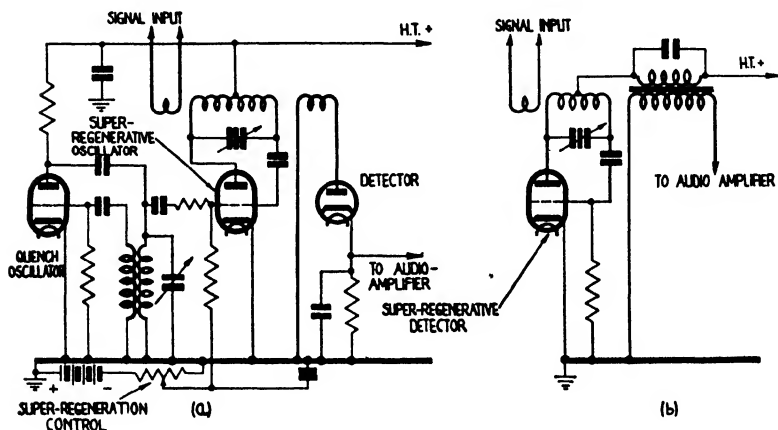 SIGNAL INPUT
H.T. +
SUPER-
REGENERATIVE
OSCILLATOR
DETECTOR
QUENCH
OSCILLATOR
TO AUDIO-
AMPLIFIER
+
-
SUPER-REGENERATION
CONTROL
(a)
SIGNAL INPUT
H.T. +
TO AUDIO AMPLIFIER
SUPER-REGENERATIVE
DETECTOR
(b)